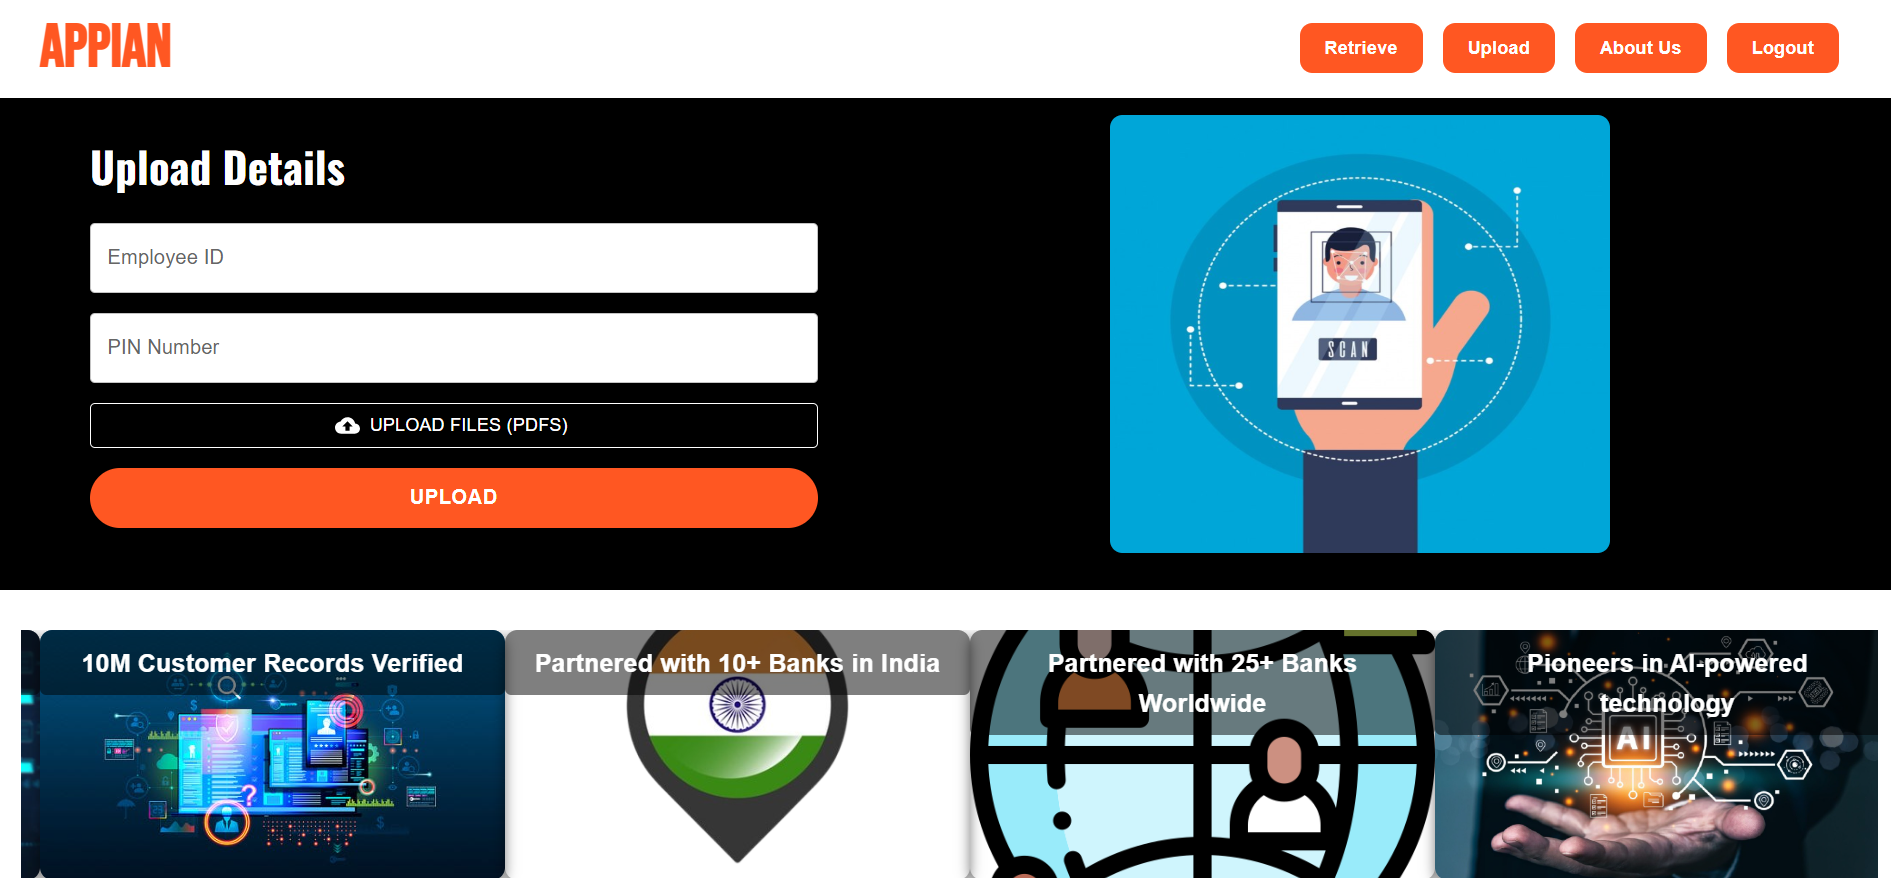 APPIAN
Retrieve
Upload
About Us
Logout
Upload Details
Employee ID
PIN Number
UPLOAD FILES (PDFS)
UPLOAD
SCAN
10M Customer Records Verified
Partnered with 10+ Banks in India
Partnered with 25+ Banks
Worldwide
Pioneers in AI-powered
technology
AI